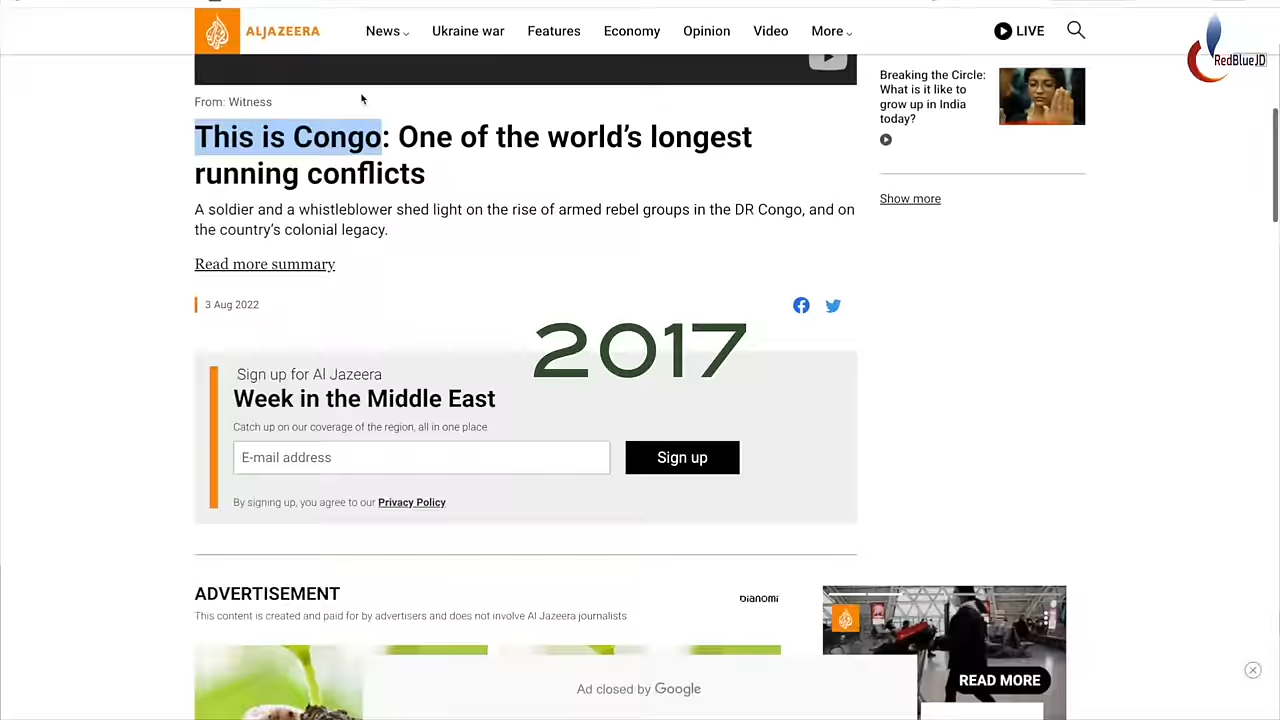 ALJAZEERA
News
Ukraine war
Features
Economy
Opinion
Video
More
LIVE
RedBlueJD
From: Witness
This is Congo: One of the world's longest
running conflicts
A soldier and a whistleblower shed light on the rise of armed rebel groups in the DR Congo, and on
the country's colonial legacy.
Read more summary
3 Aug 2022
2017
Breaking the Circle:
What is it like to
grow up in India
today?
Show more
Sign up for Al Jazeera
Week in the Middle East
Catch up on our coverage of the region, all in one place
E-mail address
Sign up
By signing up, you agree to our Privacy Policy
ADVERTISEMENT
bianomi
This content is created and paid for by advertisers and does not involve Al Jazeera journalists
READ MORE
Ad closed by Google